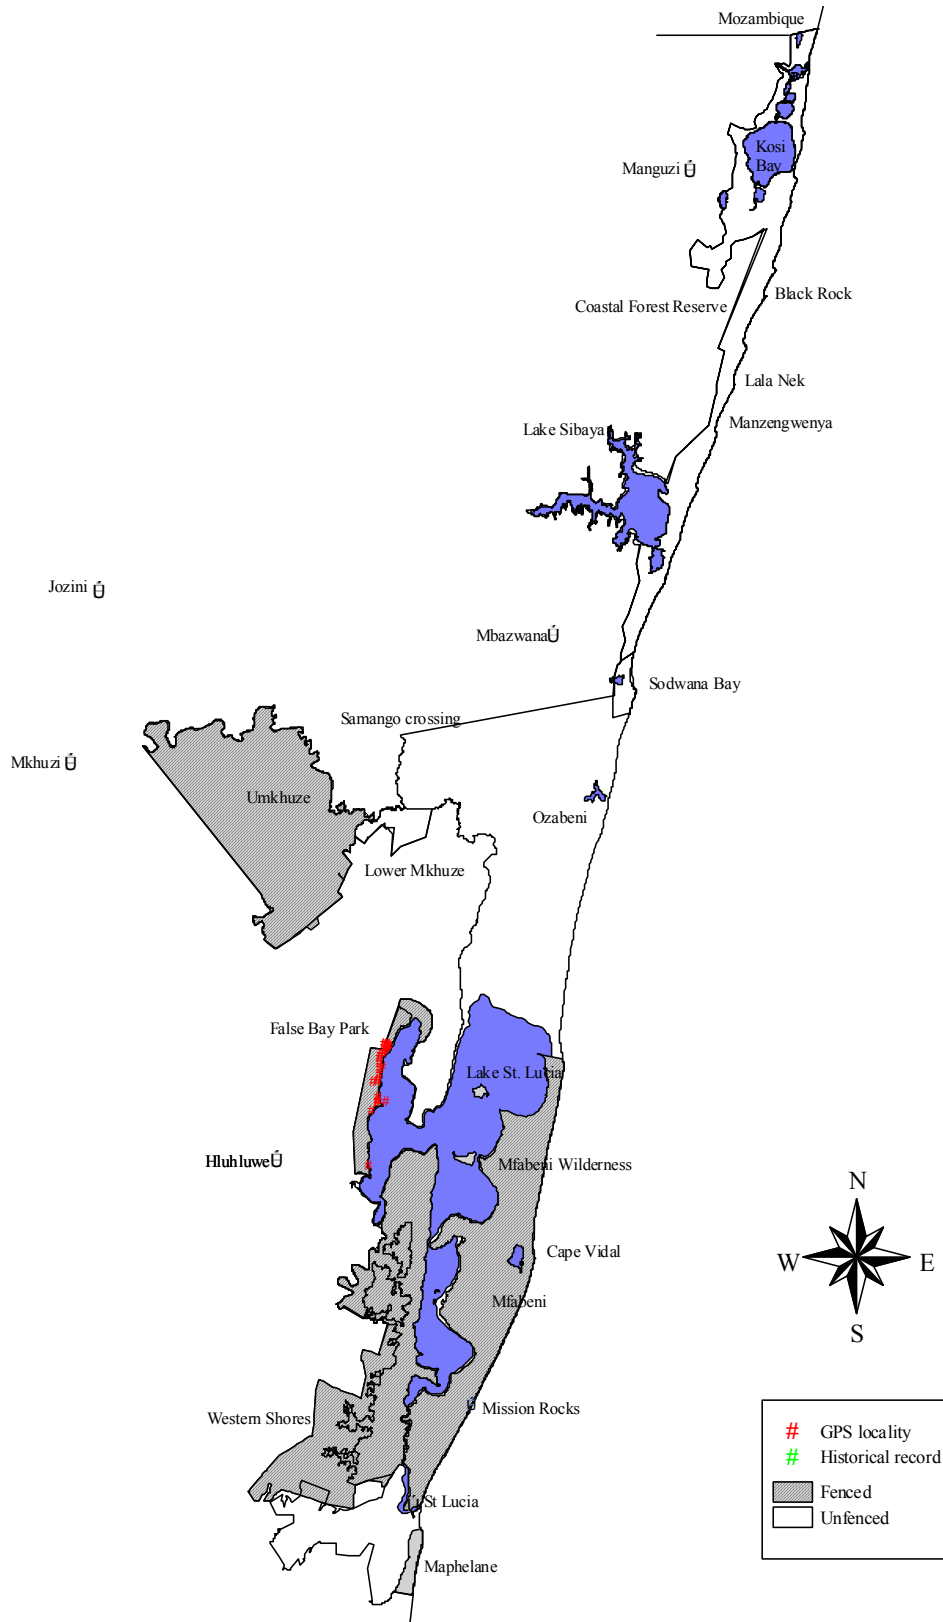 Mozambique
Kosi
Bay
Manguzi
Black Rock
Coastal Forest Reserve
Lala Nek
Manzengwenya
Lake Sibaya
Jozini
Mbazwana
Sodwana Bay
Samango crossing
Mkhuzi
Umkhuze
Ozabeni
Lower Mkhuze
False Bay Park
Lake St. Lucia
Hluhluwe
Mfabeni Wilderness
N
W
E
S
Cape Vidal
Mfabeni
Mission Rocks
Western Shores
# GPS locality
# Historical record
Fenced
Unfenced
St Lucia
Maphelane